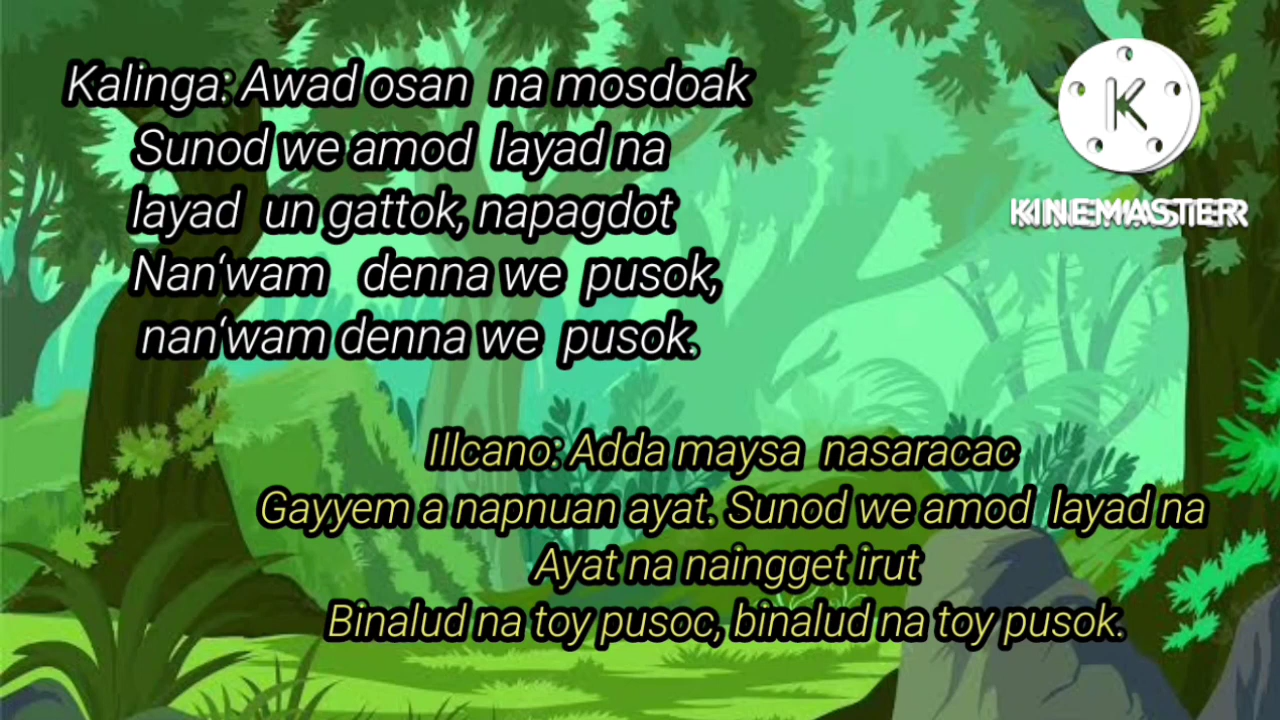 Kalinga: Awad osan na mosdoak
Sunod we amod layad na
layad un gattok, napagdot
Nan‘wam denna we pusok,
nan‘wam denna we pusok.
Illcano: Adda maysa nasaracac
Gayyem a napnuan ayat. Sunod we amod layad na
Ayat na naingget irut
Binalud na toy pusoc, binalud na toy pusok.
K
KINEMASTER